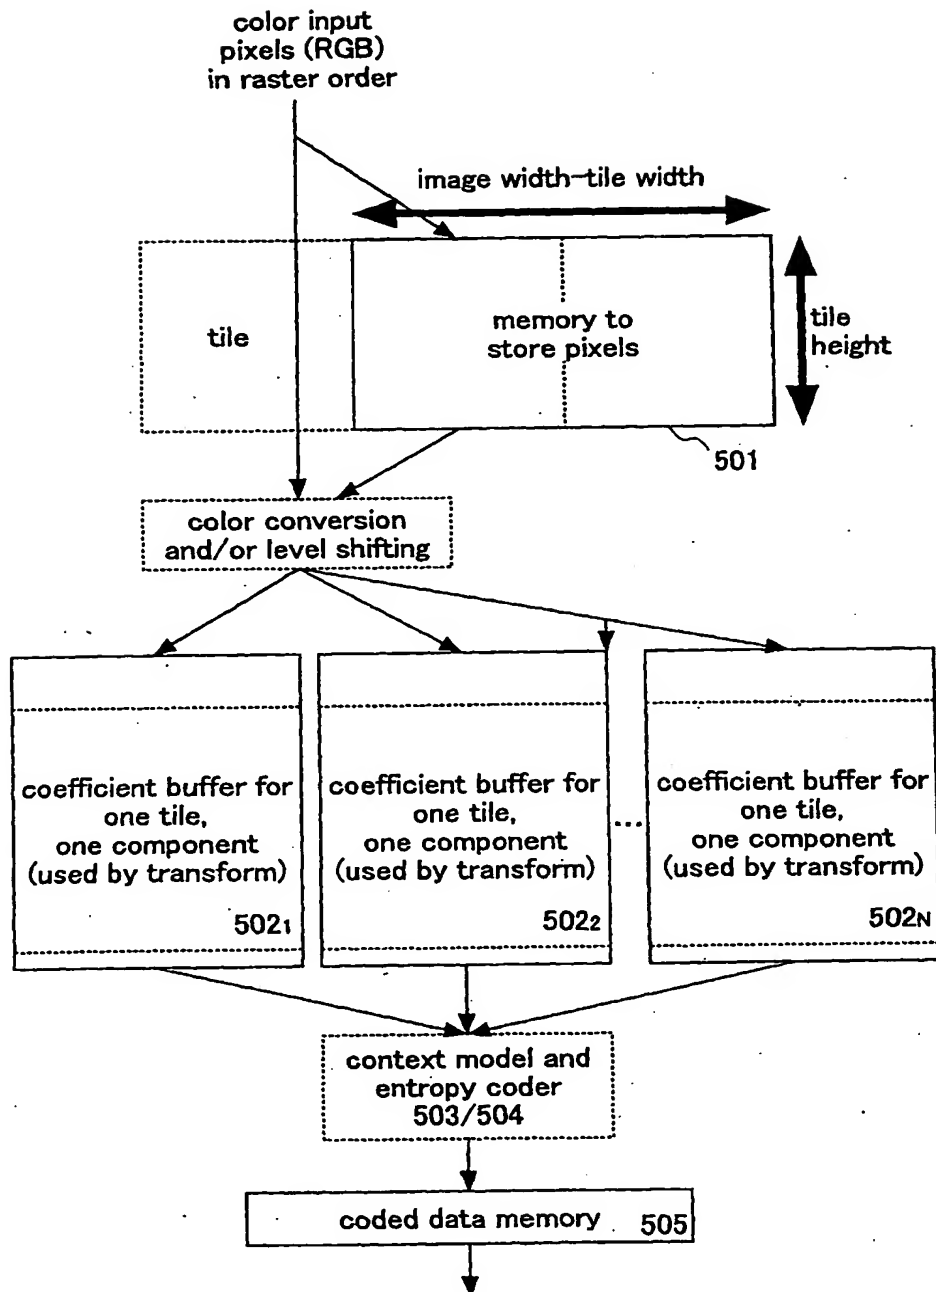 color input
pixels (RGB)
in raster order
image width-tile width
tile
memory to
store pixels
tile
height
501
color conversion
and/or level shifting
coefficient buffer for
one tile,
one component
(used by transform)
502₁
coefficient buffer for
one tile,
one component
(used by transform)
502₂
...
coefficient buffer for
one tile,
one component
(used by transform)
502N
context model and
entropy coder
503/504
coded data memory 505